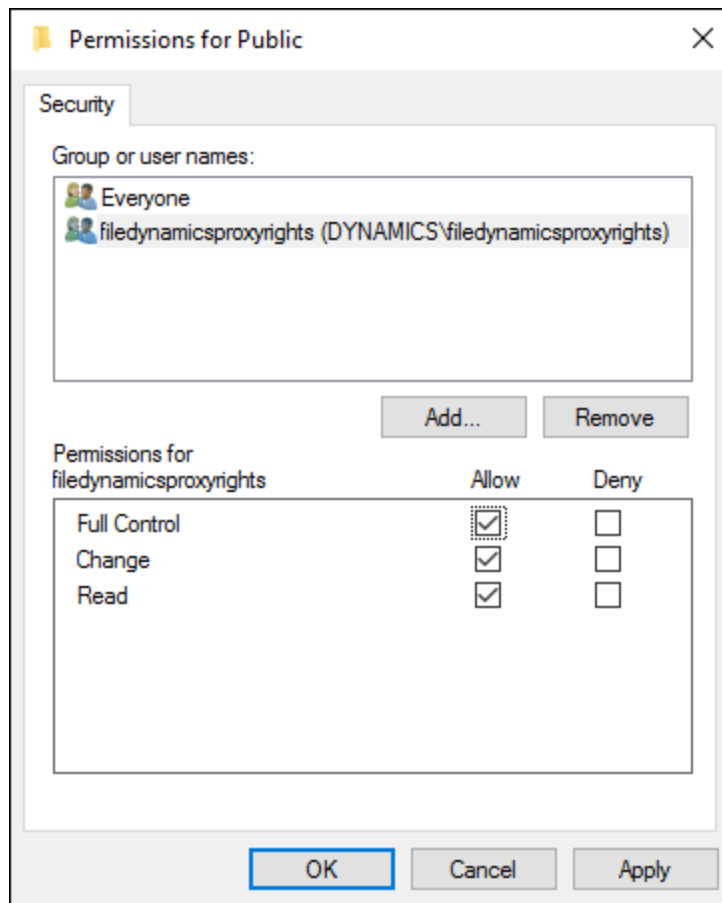 Permissions for Public
Security
Group or user names:
Everyone
filedynamicsproxyrights (DYNAMICS\filedynamicsproxyrights)
Add...
Remove
Permissions for
filedynamicsproxyrights
Allow
Deny
Full Control
Change
Read
OK
Cancel
Apply